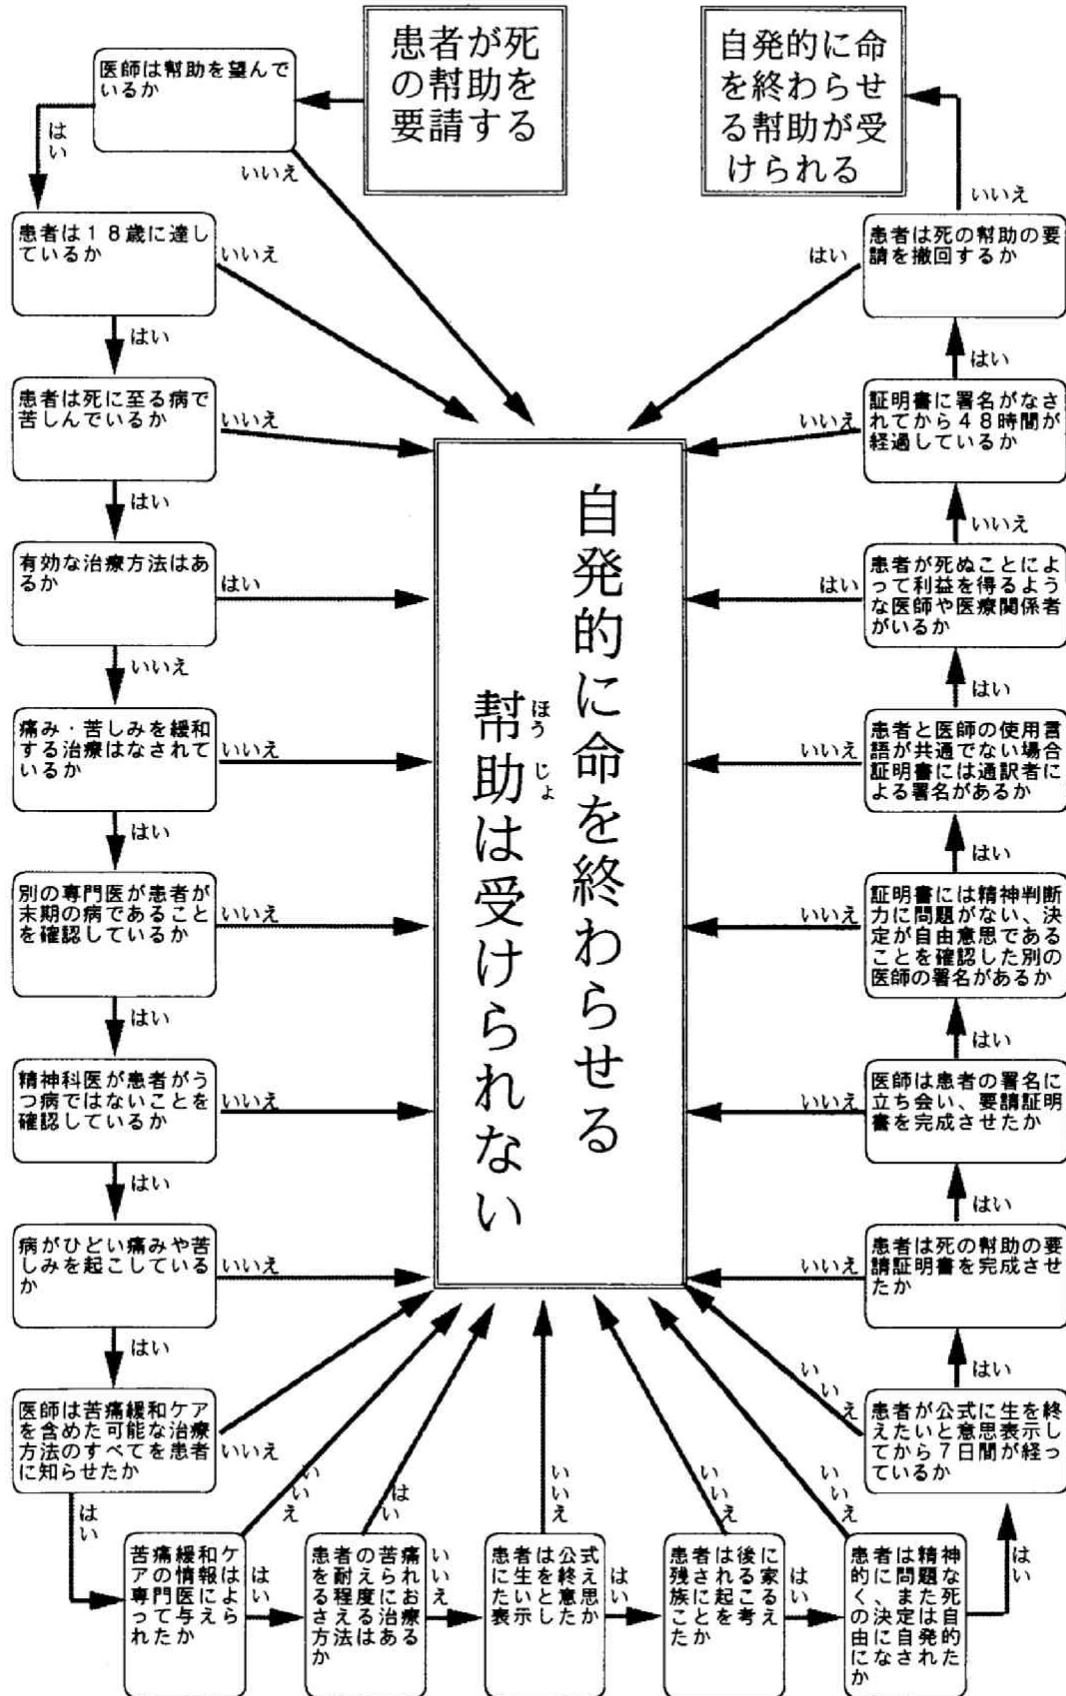 患者が死
の幇助を
要請する
医師は幇助を望んで
いるか
はい
いいえ
患者は18歳に達し
ているか
いいえ
はい
患者は死に至る病で
苦しんでいるか
いいえ
はい
有効な治療方法はあ
るか
はい
いいえ
痛み・苦しみを緩和
する治療はなされて
いるか
いいえ
はい
別の専門医が患者が
末期の病であること
を確認しているか
いいえ
はい
精神科医が患者がう
つ病ではないことを
確認しているか
いいえ
はい
病がひどい痛みや苦
しみを起こしている
か
いいえ
はい
医師は苦痛緩和ケア
を含めた可能な治療
方法のすべてを患者
に知らせたか
いいえ
はい
苦痛緩和ケ
アの情報は
専門医によ
って与えら
れたか
いいえ
はい
患者の苦痛
を耐えられ
る程度にお
さえる治療
方法はある
か
はい
いいえ
患者は公式
に生を終え
たいと意思
表示したか
いいえ
はい
患者は後に
残される家
族に起こる
ことを考え
たか
いいえ
はい
患者は精神
的に問題な
く、また死
の決定は自
由に自発的
になされた
か
いいえ
はい
患者が公式に生を終
えたいと意思表示し
てから7日間が経っ
ているか
いいえ
はい
患者は死の幇助の要
請証明書を完成させ
たか
いいえ
はい
医師は患者の署名に
立ち会い、要請証明
書を完成させたか
いいえ
はい
証明書には精神判断
力に問題がない、決
定が自由意思である
ことを確認した別の
医師の署名があるか
いいえ
はい
患者と医師の使用言
語が共通でない場合
証明書には通訳者に
よる署名があるか
いいえ
はい
患者が死ぬことによ
って利益を得るよう
な医師や医療関係者
がいるか
はい
いいえ
証明書に署名がなさ
れてから48時間が
経過しているか
いいえ
はい
患者は死の幇助の要
請を撤回するか
はい
いいえ
自発的に命
を終わらせ
る幇助が受
けられる
自発的に命を終わらせる
幇助は受けられない
ほうじょ